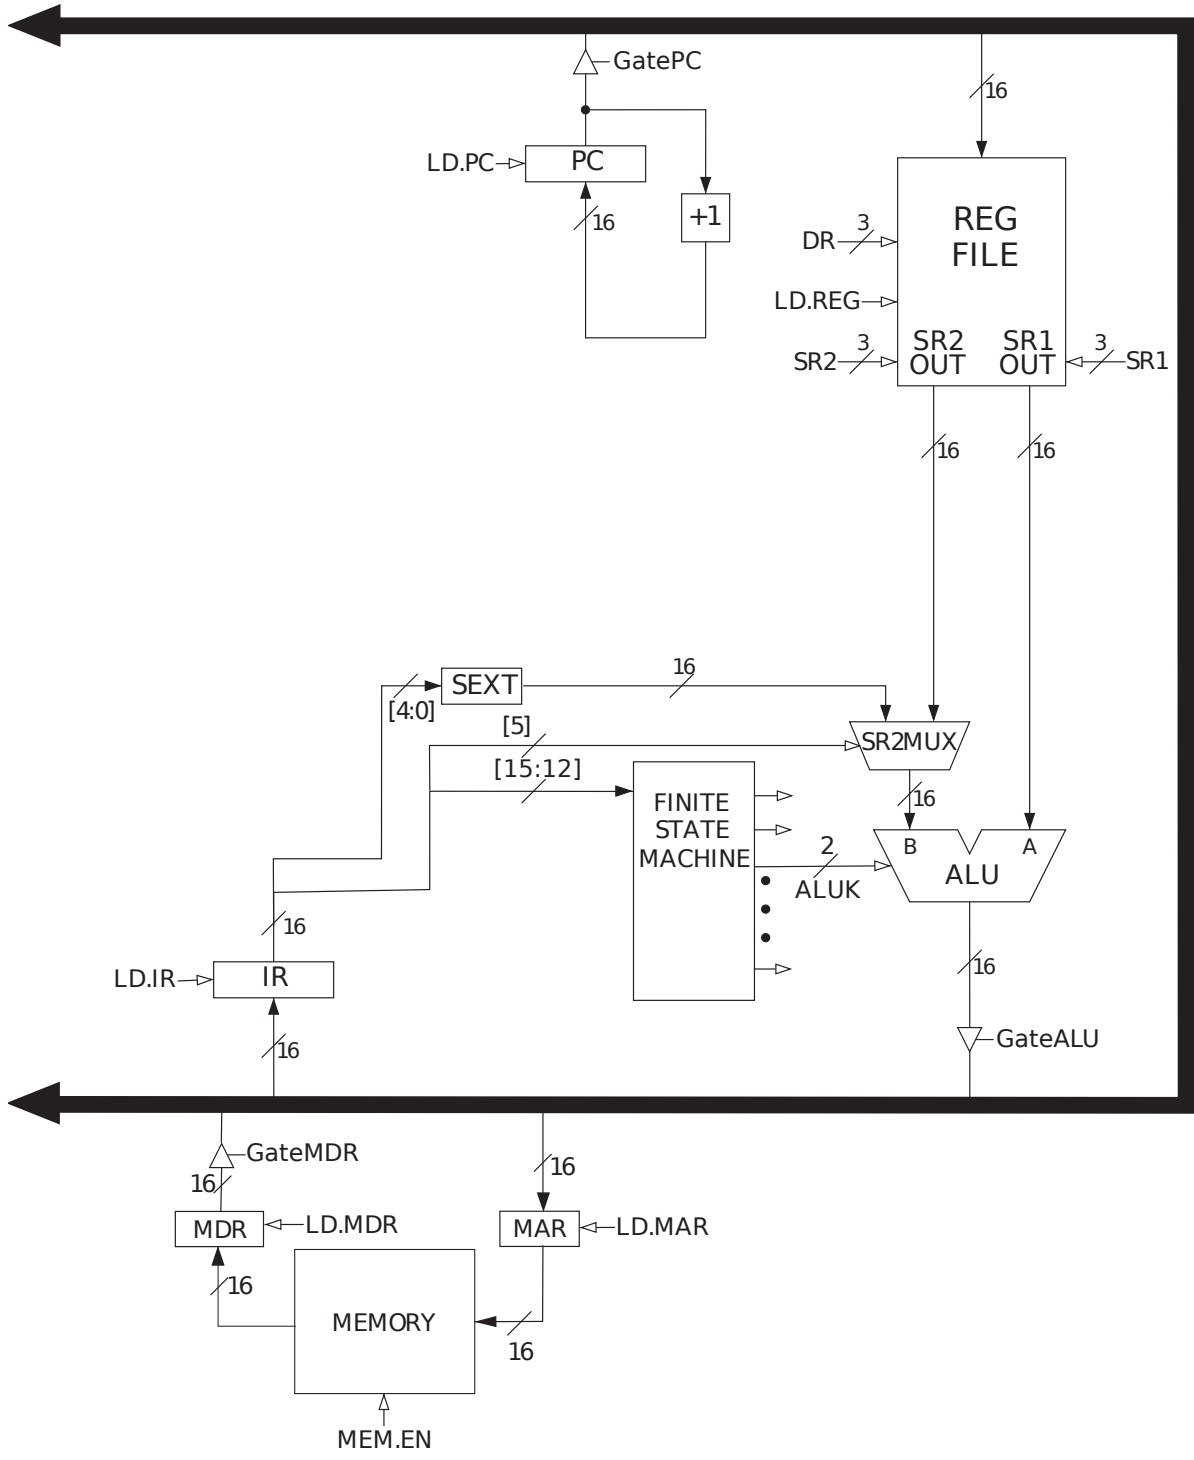 GatePC
16
LD.PC
PC
16
+1
REG
FILE
3
DR
LD.REG
3
SR2
SR2
OUT
SR1
OUT
3
SR1
16
16
SEXT
16
[4:0]
[5]
SR2MUX
[15:12]
16
FINITE
STATE
MACHINE
2
ALUK
B
A
ALU
16
LD.IR
IR
16
16
GateALU
GateMDR
16
16
MDR
LD.MDR
MAR
LD.MAR
16
MEMORY
16
MEM.EN